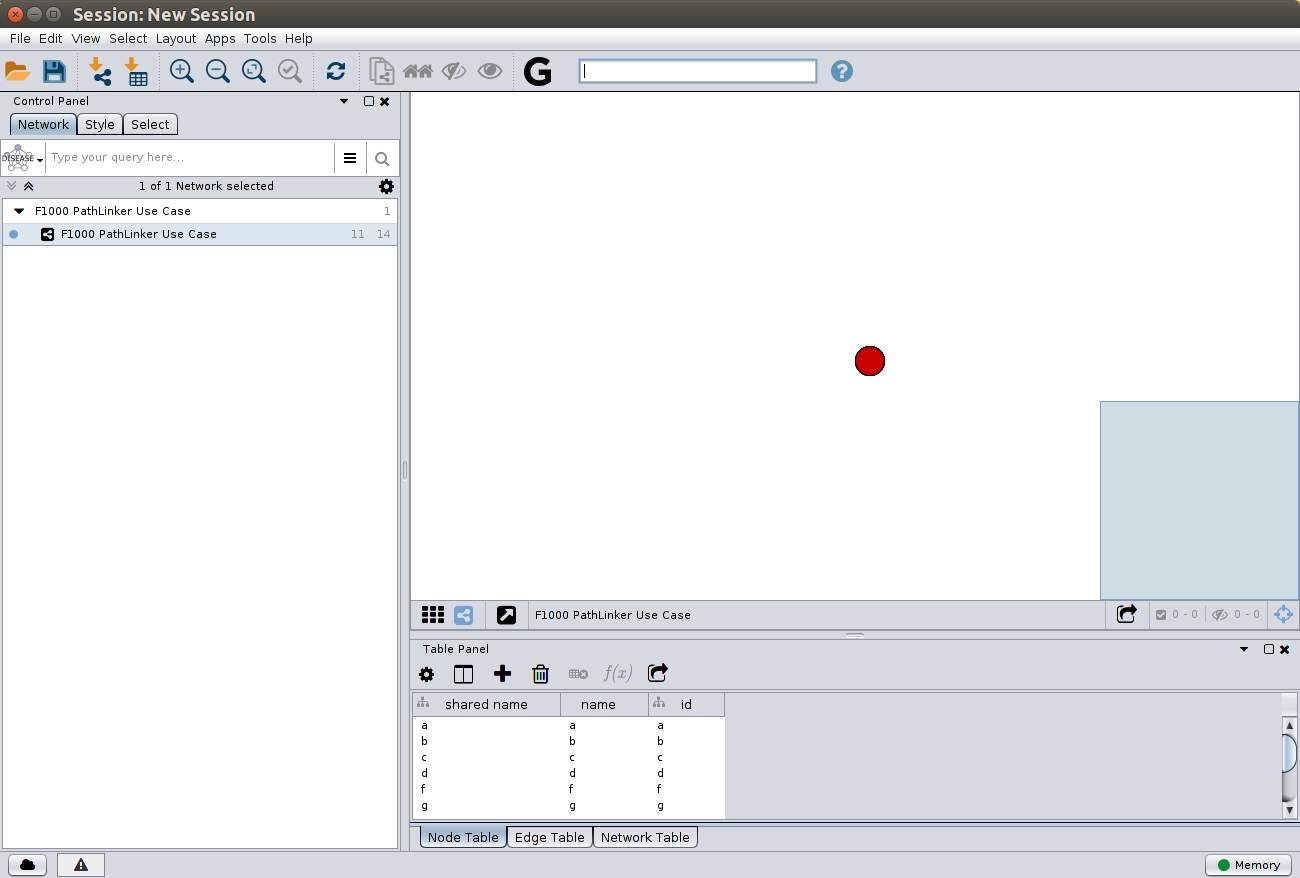 Session: New Session
File Edit View Select Layout Apps Tools Help
G
?
Control Panel
Network Style Select
DISEASE Type your query here...
1 of 1 Network selected
F1000 PathLinker Use Case 1
F1000 PathLinker Use Case 11 14
F1000 PathLinker Use Case 0 - 0 0 - 0
Table Panel
f(x)
shared name name id
a a a
b b b
c c c
d d d
f f f
g g g
Node Table Edge Table Network Table
Memory